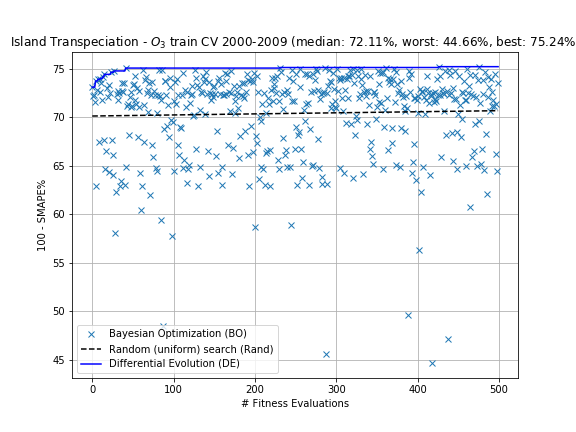 Island Transpeciation - O₃ train CV 2000-2009 (median: 72.11%, worst: 44.66%, best: 75.24%
75
70
65
60
55
50
45
100 - SMAPE%
Bayesian Optimization (BO)
Random (uniform) search (Rand)
Differential Evolution (DE)
0 100 200 300 400 500
# Fitness Evaluations